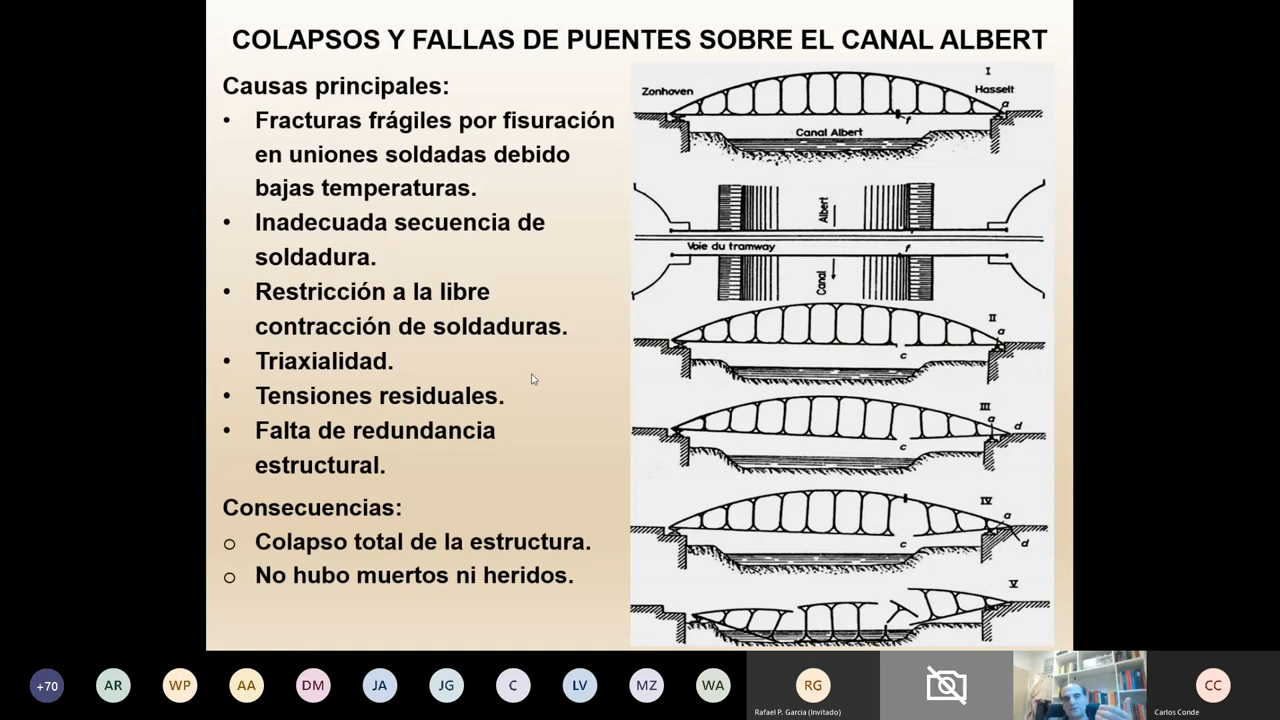 COLAPSOS Y FALLAS DE PUENTES SOBRE EL CANAL ALBERT
Causas principales:
• Fracturas frágiles por fisuración
en uniones soldadas debido
bajas temperaturas.
• Inadecuada secuencia de
soldadura.
• Restricción a la libre
contracción de soldaduras.
• Triaxialidad.
• Tensiones residuales.
• Falta de redundancia
estructural.
Consecuencias:
o Colapso total de la estructura.
o No hubo muertos ni heridos.
I
Zonhoven
Hasselt
a
f
Canal Albert
Albert
Voie du tramway
f
Canal
II
a
c
III
a
d
c
IV
a
c
d
V
+70
AR
WP
AA
DM
JA
JG
C
LV
MZ
WA
RG
Rafael P. Garcia (Invitado)
CC
Carlos Conde